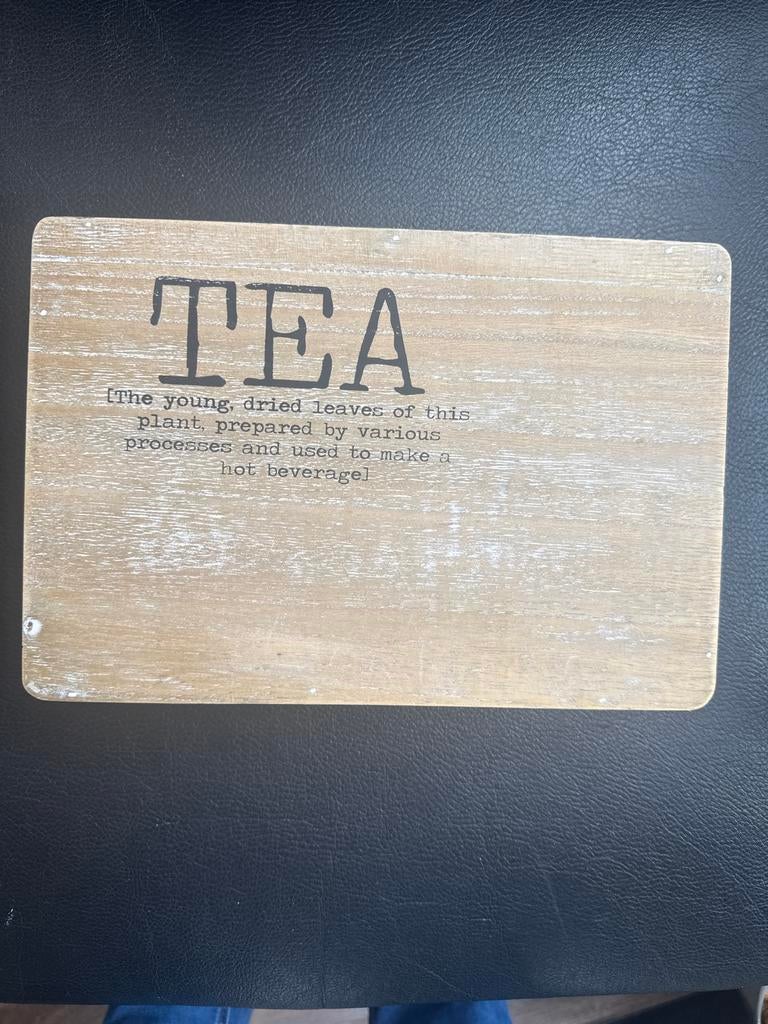 TEA
[The young, dried leaves of this
plant, prepared by various
processes and used to make a
hot beverage]